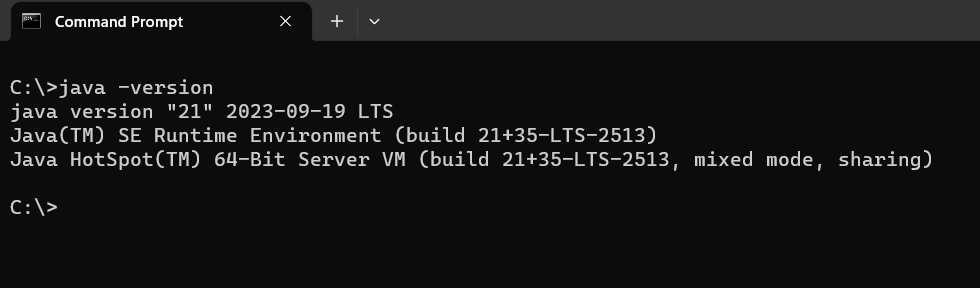 Command Prompt
C:\>java -version
java version "21" 2023-09-19 LTS
Java(TM) SE Runtime Environment (build 21+35-LTS-2513)
Java HotSpot(TM) 64-Bit Server VM (build 21+35-LTS-2513, mixed mode, sharing)
C:\>